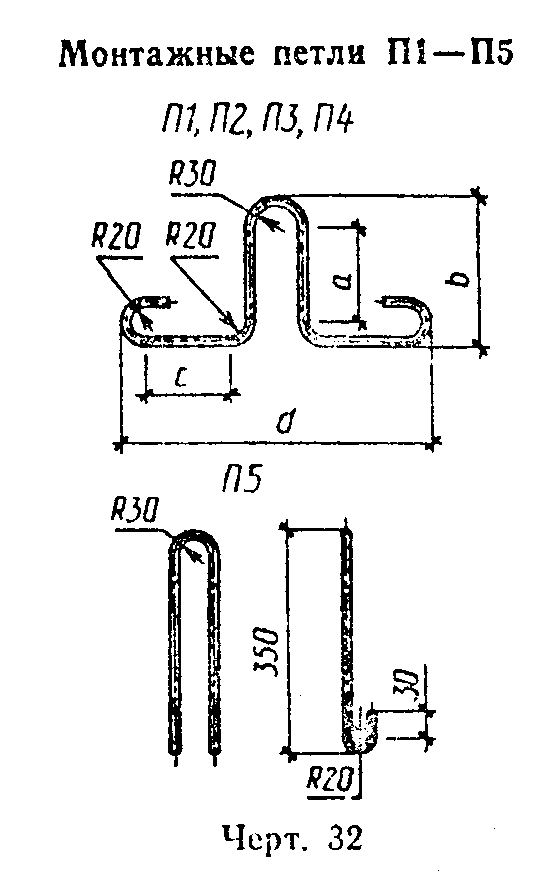 Монтажные петли П1—П5
П1, П2, П3, П4
R30
R20 R20
a
b
c
d
П5
R30
350
30
R20
Черт. 32